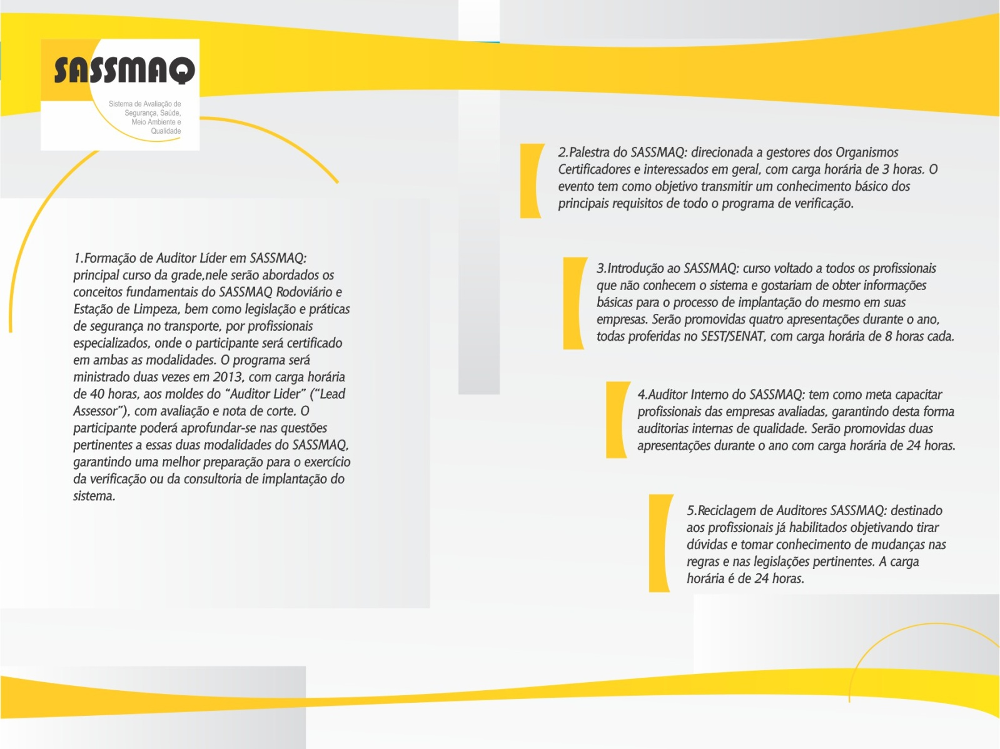 SASSMAQ
Sistema de Avaliação de
Segurança, Saúde,
Meio Ambiente e
Qualidade
1.Formação de Auditor Líder em SASSMAQ:
principal curso da grade,nele serão abordados os
conceitos fundamentais do SASSMAQ Rodoviário e
Estação de Limpeza, bem como legislação e práticas
de segurança no transporte, por profissionais
especializados, onde o participante será certificado
em ambas as modalidades. O programa será
ministrado duas vezes em 2013, com carga horária
de 40 horas, aos moldes do “Auditor Lider” (“Lead
Assessor”), com avaliação e nota de corte. O
participante poderá aprofundar-se nas questões
pertinentes a essas duas modalidades do SASSMAQ,
garantindo uma melhor preparação para o exercício
da verificação ou da consultoria de implantação do
sistema.
2.Palestra do SASSMAQ: direcionada a gestores dos Organismos
Certificadores e interessados em geral, com carga horária de 3 horas. O
evento tem como objetivo transmitir um conhecimento básico dos
principais requisitos de todo o programa de verificação.
3.Introdução ao SASSMAQ: curso voltado a todos os profissionais
que não conhecem o sistema e gostariam de obter informações
básicas para o processo de implantação do mesmo em suas
empresas. Serão promovidas quatro apresentações durante o ano,
todas proferidas no SEST/SENAT, com carga horária de 8 horas cada.
4.Auditor Interno do SASSMAQ: tem como meta capacitar
profissionais das empresas avaliadas, garantindo desta forma
auditorias internas de qualidade. Serão promovidas duas
apresentações durante o ano com carga horária de 24 horas.
5.Reciclagem de Auditores SASSMAQ: destinado
aos profissionais já habilitados objetivando tirar
dúvidas e tomar conhecimento de mudanças nas
regras e nas legislações pertinentes. A carga
horária é de 24 horas.